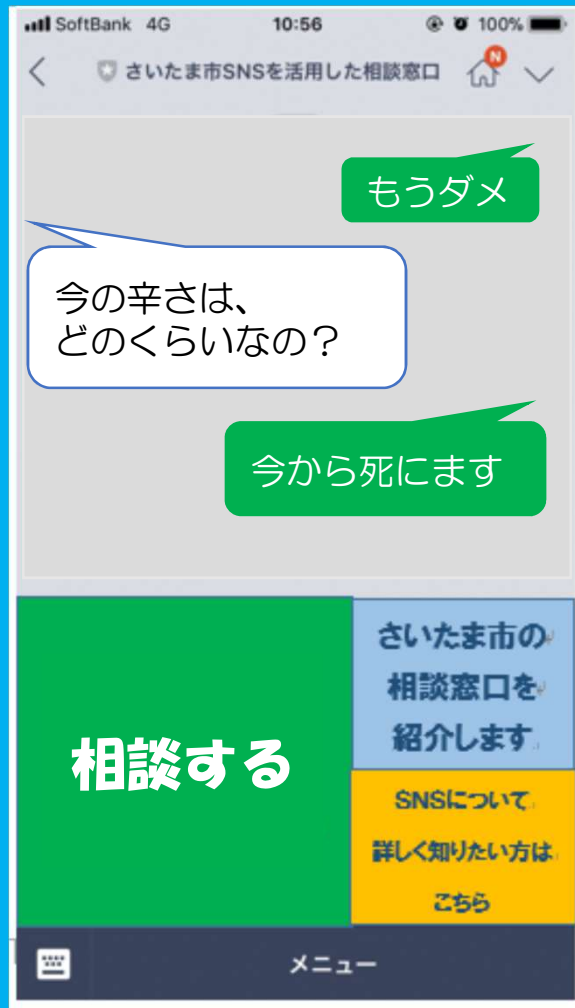 SoftBank 4G 10:56 100%
さいたま市SNSを活用した相談窓口
N
もうダメ
今の辛さは、
どのくらいなの？
今から死にます
相談する
さいたま市の
相談窓口を
紹介します
SNSについて
詳しく知りたい方は
こちら
メニュー